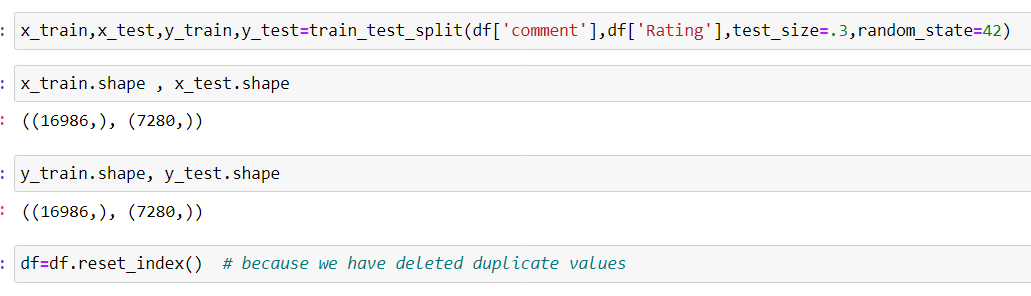 : x_train,x_test,y_train,y_test=train_test_split(df['comment'],df['Rating'],test_size=.3,random_state=42)
: x_train.shape , x_test.shape
: ((16986,), (7280,))
: y_train.shape, y_test.shape
: ((16986,), (7280,))
: df=df.reset_index()  # because we have deleted duplicate values